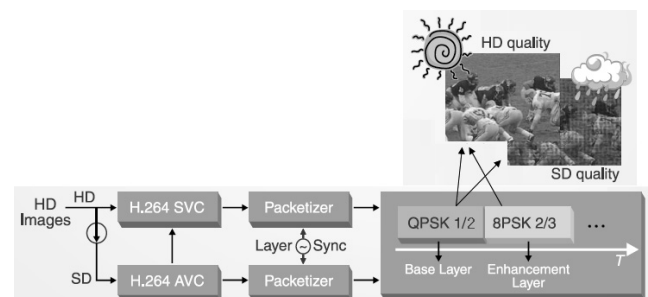 HD quality
SD quality
HD
HD
Images
H.264 SVC
Packetizer
QPSK 1/2
8PSK 2/3
...
Layer
Sync
T
SD
H.264 AVC
Packetizer
Base Layer
Enhancement
Layer